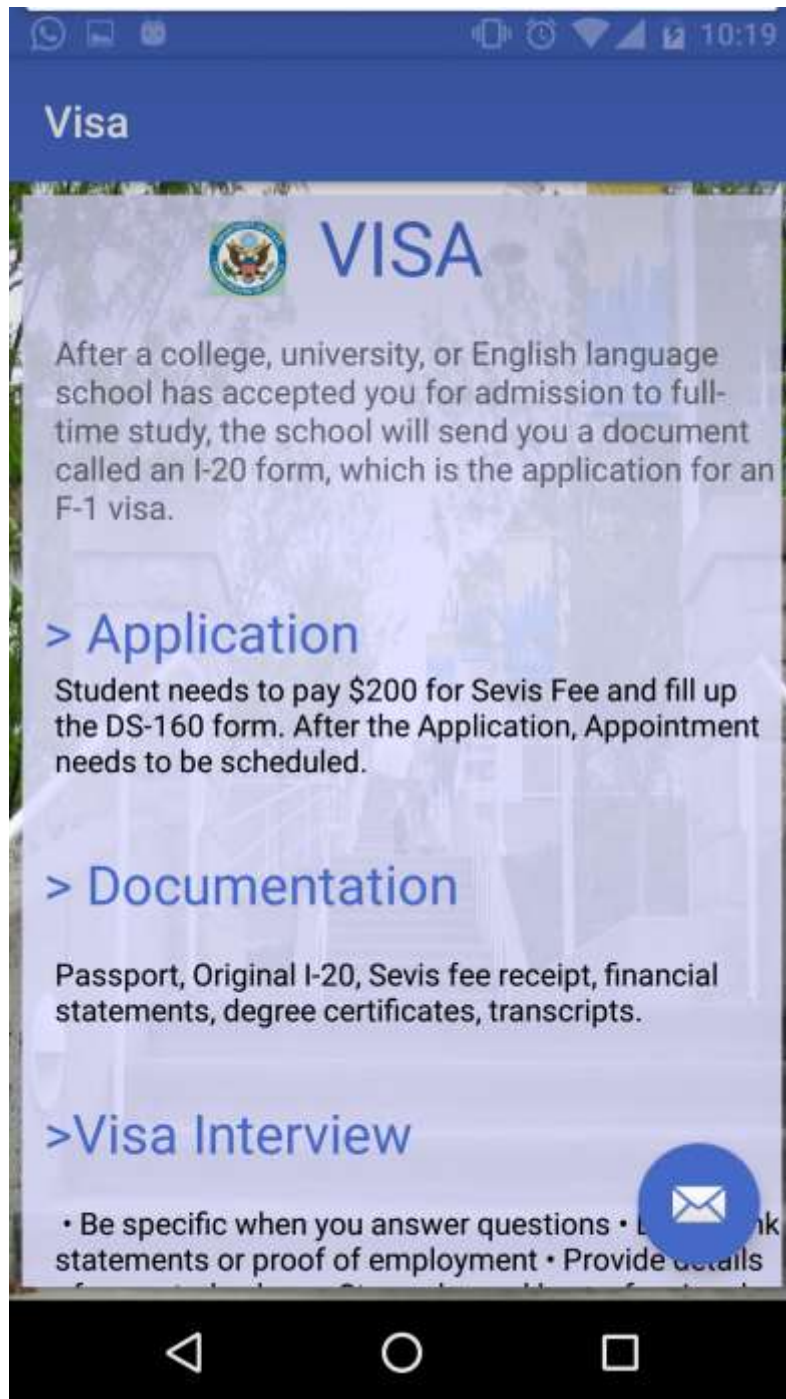 10:19
Visa
VISA
After a college, university, or English language
school has accepted you for admission to full-
time study, the school will send you a document
called an I-20 form, which is the application for an
F-1 visa.
> Application
Student needs to pay $200 for Sevis Fee and fill up
the DS-160 form. After the Application, Appointment
needs to be scheduled.
> Documentation
Passport, Original I-20, Sevis fee receipt, financial
statements, degree certificates, transcripts.
>Visa Interview
• Be specific when you answer questions •
statements or proof of employment • Provide details